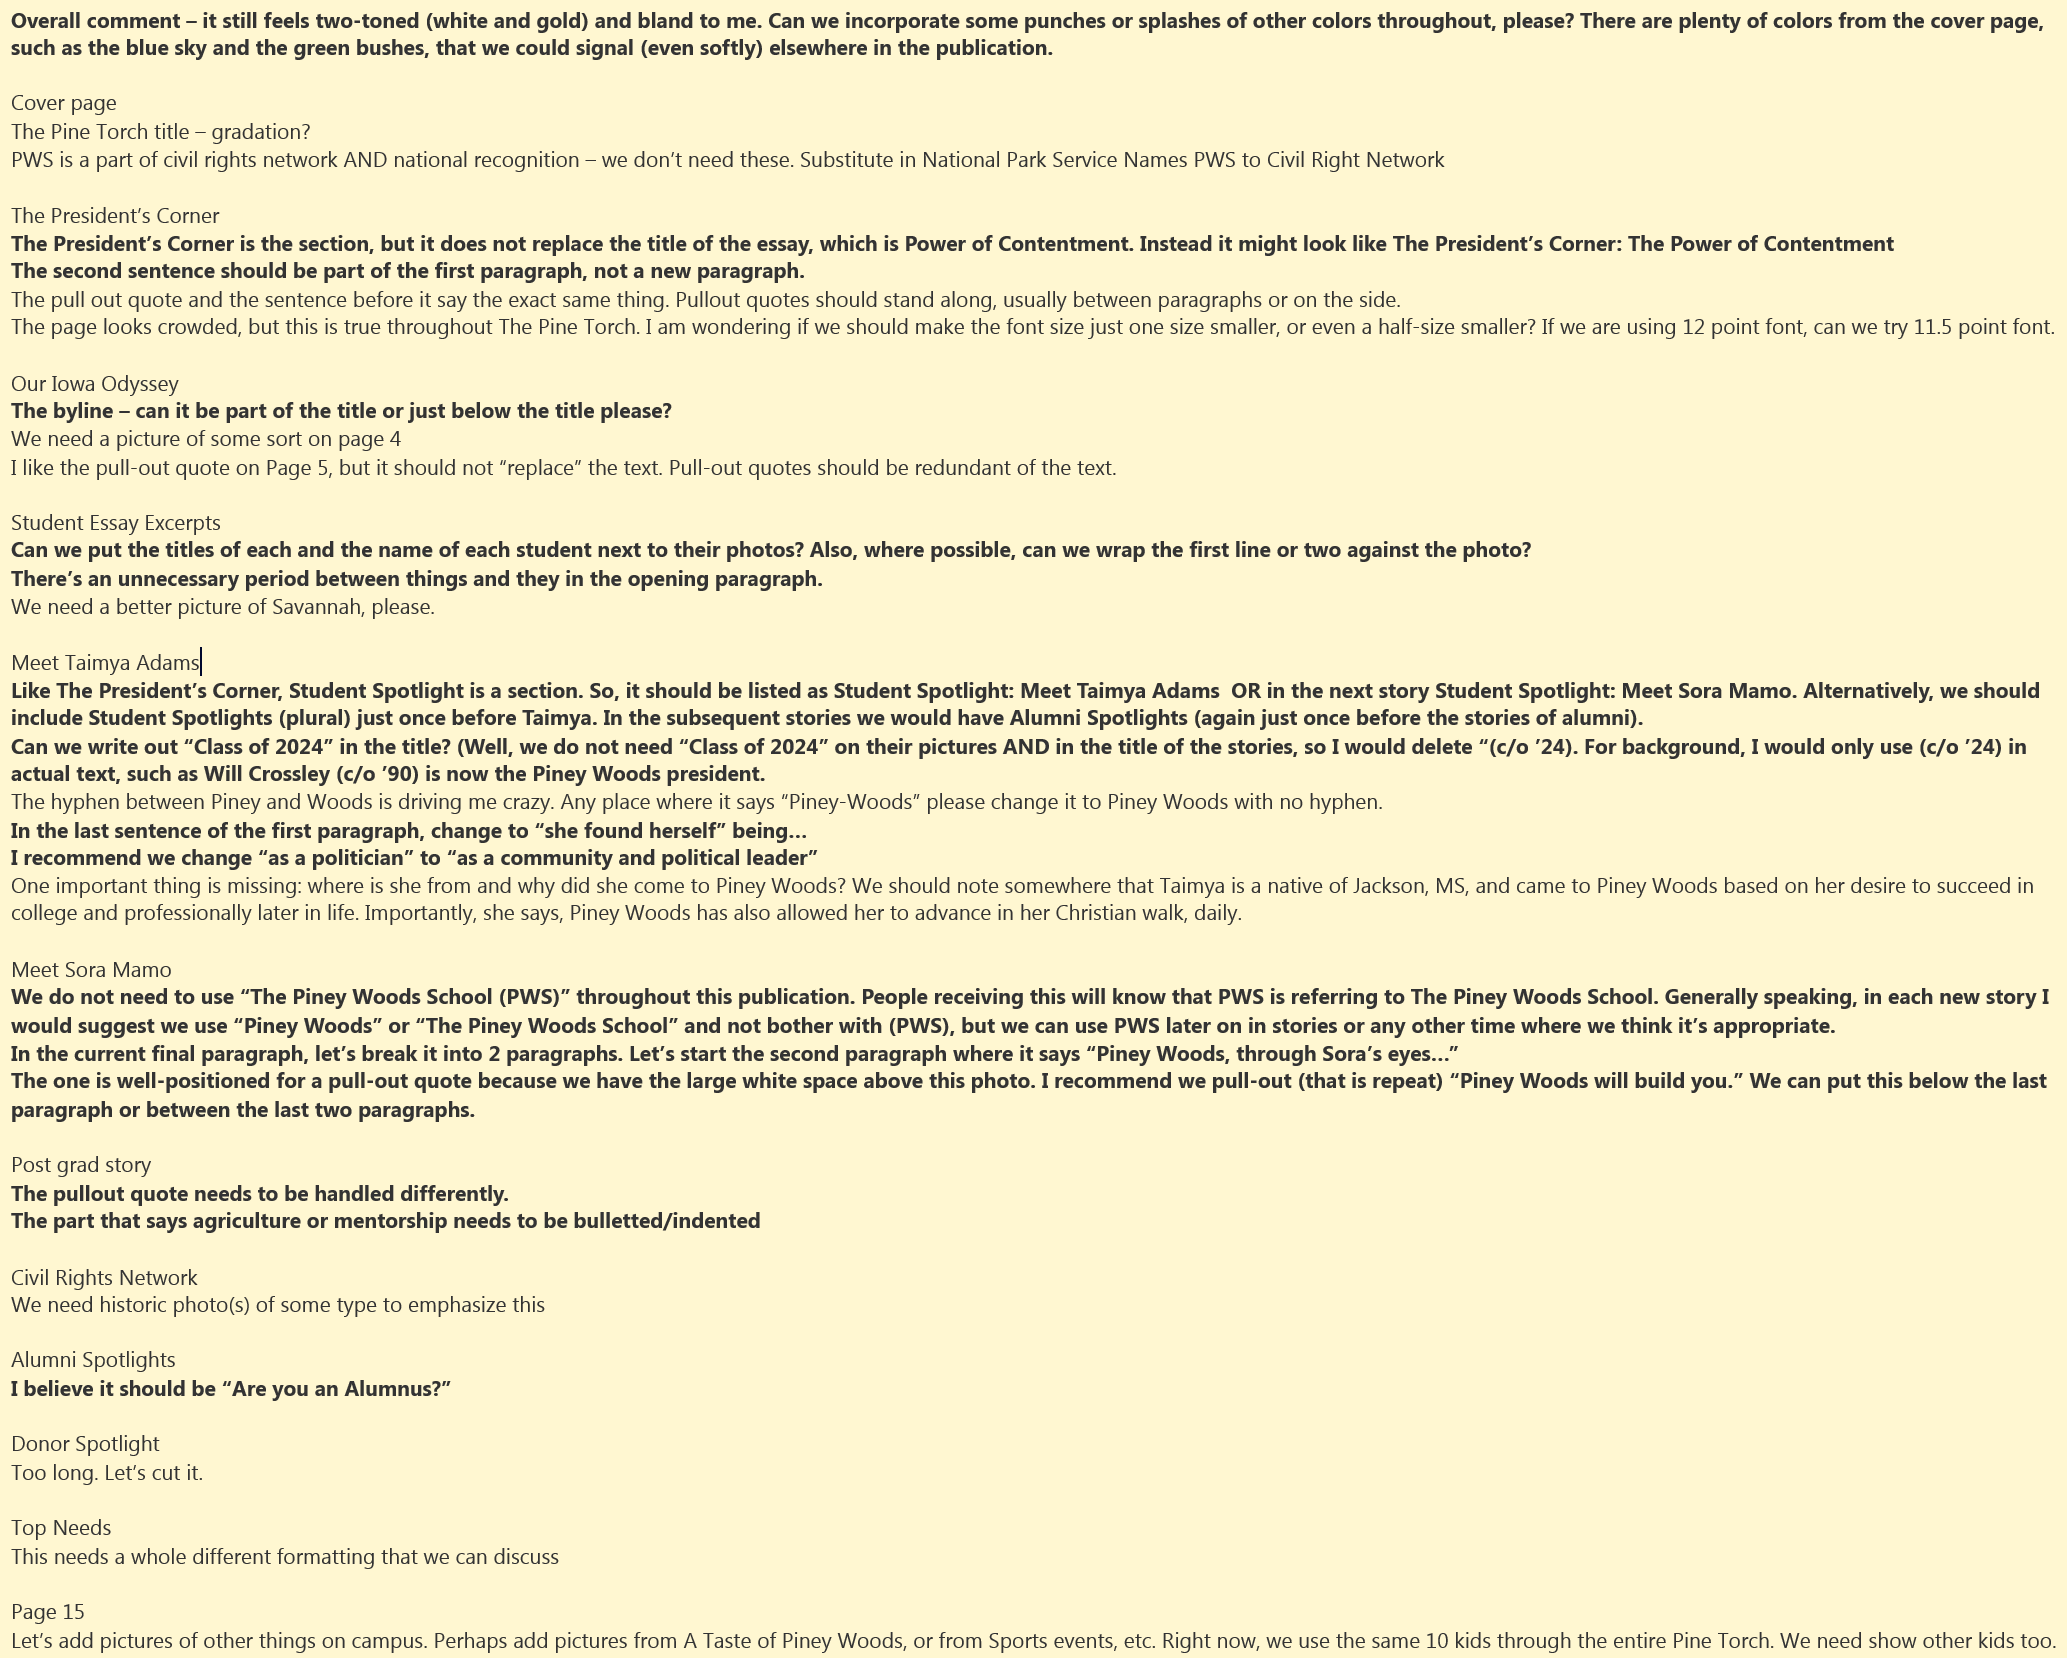 Overall comment – it still feels two-toned (white and gold) and bland to me. Can we incorporate some punches or splashes of other colors throughout, please? There are plenty of colors from the cover page,
such as the blue sky and the green bushes, that we could signal (even softly) elsewhere in the publication.
Cover page
The Pine Torch title – gradation?
PWS is a part of civil rights network AND national recognition – we don’t need these. Substitute in National Park Service Names PWS to Civil Right Network
The President’s Corner
The President’s Corner is the section, but it does not replace the title of the essay, which is Power of Contentment. Instead it might look like The President’s Corner: The Power of Contentment
The second sentence should be part of the first paragraph, not a new paragraph.
The pull out quote and the sentence before it say the exact same thing. Pullout quotes should stand along, usually between paragraphs or on the side.
The page looks crowded, but this is true throughout The Pine Torch. I am wondering if we should make the font size just one size smaller, or even a half-size smaller? If we are using 12 point font, can we try 11.5 point font.
Our Iowa Odyssey
The byline – can it be part of the title or just below the title please?
We need a picture of some sort on page 4
I like the pull-out quote on Page 5, but it should not “replace” the text. Pull-out quotes should be redundant of the text.
Student Essay Excerpts
Can we put the titles of each and the name of each student next to their photos? Also, where possible, can we wrap the first line or two against the photo?
There’s an unnecessary period between things and they in the opening paragraph.
We need a better picture of Savannah, please.
Meet Taimya Adams
Like The President’s Corner, Student Spotlight is a section. So, it should be listed as Student Spotlight: Meet Taimya Adams  OR in the next story Student Spotlight: Meet Sora Mamo. Alternatively, we should
include Student Spotlights (plural) just once before Taimya. In the subsequent stories we would have Alumni Spotlights (again just once before the stories of alumni).
Can we write out “Class of 2024” in the title? (Well, we do not need “Class of 2024” on their pictures AND in the title of the stories, so I would delete “(c/o ’24). For background, I would only use (c/o ’24) in
actual text, such as Will Crossley (c/o ’90) is now the Piney Woods president.
The hyphen between Piney and Woods is driving me crazy. Any place where it says “Piney-Woods” please change it to Piney Woods with no hyphen.
In the last sentence of the first paragraph, change to “she found herself” being…
I recommend we change “as a politician” to “as a community and political leader”
One important thing is missing: where is she from and why did she come to Piney Woods? We should note somewhere that Taimya is a native of Jackson, MS, and came to Piney Woods based on her desire to succeed in
college and professionally later in life. Importantly, she says, Piney Woods has also allowed her to advance in her Christian walk, daily.
Meet Sora Mamo
We do not need to use “The Piney Woods School (PWS)” throughout this publication. People receiving this will know that PWS is referring to The Piney Woods School. Generally speaking, in each new story I
would suggest we use “Piney Woods” or “The Piney Woods School” and not bother with (PWS), but we can use PWS later on in stories or any other time where we think it’s appropriate.
In the current final paragraph, let’s break it into 2 paragraphs. Let’s start the second paragraph where it says “Piney Woods, through Sora’s eyes…”
The one is well-positioned for a pull-out quote because we have the large white space above this photo. I recommend we pull-out (that is repeat) “Piney Woods will build you.” We can put this below the last
paragraph or between the last two paragraphs.
Post grad story
The pullout quote needs to be handled differently.
The part that says agriculture or mentorship needs to be bulletted/indented
Civil Rights Network
We need historic photo(s) of some type to emphasize this
Alumni Spotlights
I believe it should be “Are you an Alumnus?”
Donor Spotlight
Too long. Let’s cut it.
Top Needs
This needs a whole different formatting that we can discuss
Page 15
Let’s add pictures of other things on campus. Perhaps add pictures from A Taste of Piney Woods, or from Sports events, etc. Right now, we use the same 10 kids through the entire Pine Torch. We need show other kids too.